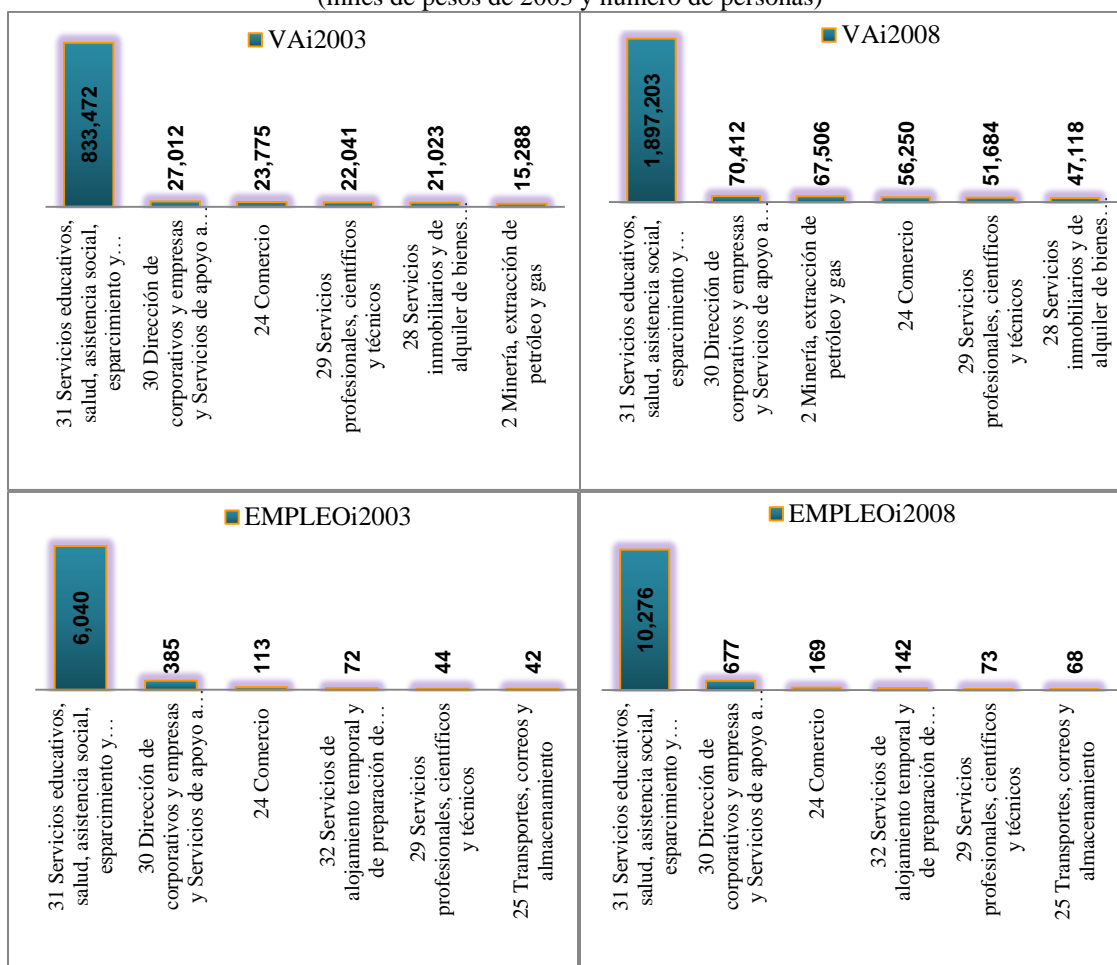 (miles de pesos de 2003 y número de personas)
VAi2003
833,472
27,012
23,775
22,041
21,023
15,288
31 Servicios educativos,
salud, asistencia social,
esparcimiento y…
30 Dirección de
corporativos y empresas
y Servicios de apoyo a…
24 Comercio
29 Servicios
profesionales, científicos
y técnicos
28 Servicios
inmobiliarios y de
alquiler de bienes…
2 Minería, extracción de
petróleo y gas
VAi2008
1,897,203
70,412
67,506
56,250
51,684
47,118
31 Servicios educativos,
salud, asistencia social,
esparcimiento y…
30 Dirección de
corporativos y empresas
y Servicios de apoyo a…
2 Minería, extracción de
petróleo y gas
24 Comercio
29 Servicios
profesionales, científicos
y técnicos
28 Servicios
inmobiliarios y de
alquiler de bienes…
EMPLEOi2003
6,040
385
113
72
44
42
31 Servicios educativos,
salud, asistencia social,
esparcimiento y…
30 Dirección de
corporativos y empresas
y Servicios de apoyo a…
24 Comercio
32 Servicios de
alojamiento temporal y
de preparación de…
29 Servicios
profesionales, científicos
y técnicos
25 Transportes, correos y
almacenamiento
EMPLEOi2008
10,276
677
169
142
73
68
31 Servicios educativos,
salud, asistencia social,
esparcimiento y…
30 Dirección de
corporativos y empresas
y Servicios de apoyo a…
24 Comercio
32 Servicios de
alojamiento temporal y
de preparación de…
29 Servicios
profesionales, científicos
y técnicos
25 Transportes, correos y
almacenamiento